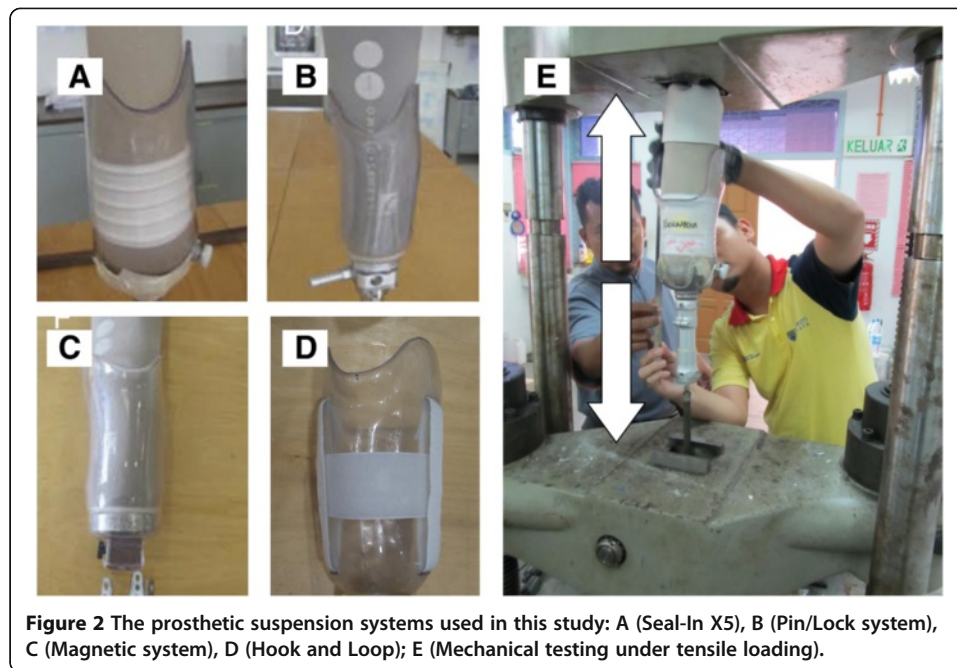 A
B
C
D
E
KELUAR
Figure 2 The prosthetic suspension systems used in this study: A (Seal-In X5), B (Pin/Lock system),
C (Magnetic system), D (Hook and Loop); E (Mechanical testing under tensile loading).